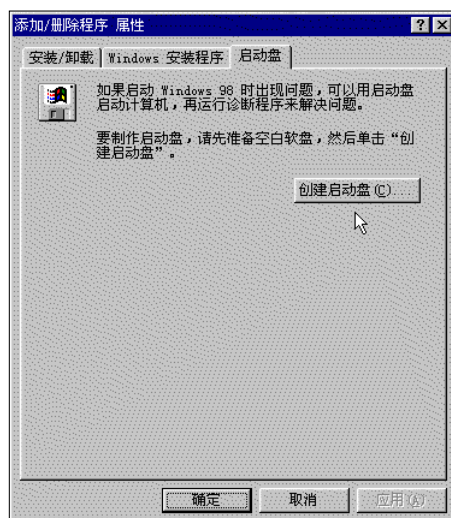 添加/删除程序 属性
安装/卸载 Windows 安装程序 启动盘
如果启动 Windows 98 时出现问题，可以用启动盘
启动计算机，再运行诊断程序来解决问题。
要制作启动盘，请先准备空白软盘，然后单击“创
建启动盘”。
创建启动盘(C)...
确定 取消 应用(A)